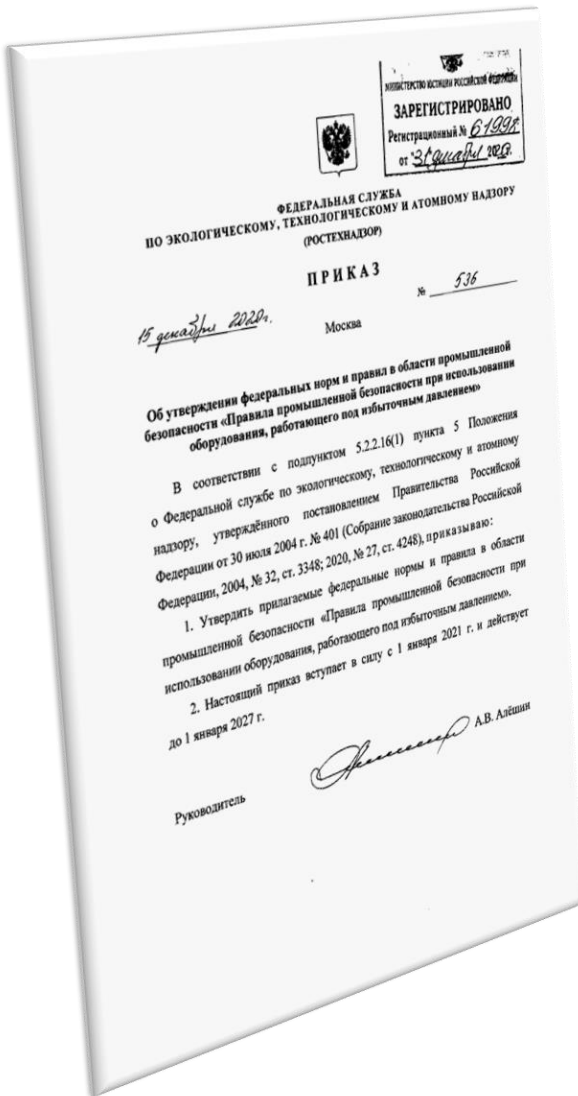 МИНИСТЕРСТВО ЮСТИЦИИ РОССИЙСКОЙ ФЕДЕРАЦИИ
ЗАРЕГИСТРИРОВАНО
Регистрационный № 61998
от "31 декабря 2020.
ФЕДЕРАЛЬНАЯ СЛУЖБА
ПО ЭКОЛОГИЧЕСКОМУ, ТЕХНОЛОГИЧЕСКОМУ И АТОМНОМУ НАДЗОРУ
(РОСТЕХНАДЗОР)
ПРИКАЗ
15 декабря 2020г.
№ 536
Москва
Об утверждении федеральных норм и правил в области промышленной
безопасности «Правила промышленной безопасности при использовании
оборудования, работающего под избыточным давлением»
В соответствии с подпунктом 5.2.2.16(1) пункта 5 Положения
о Федеральной службе по экологическому, технологическому и атомному
надзору, утверждённого постановлением Правительства Российской
Федерации от 30 июля 2004 г. № 401 (Собрание законодательства Российской
Федерации, 2004, № 32, ст. 3348; 2020, № 27, ст. 4248), приказываю:
1. Утвердить прилагаемые федеральные нормы и правила в области
промышленной безопасности «Правила промышленной безопасности при
использовании оборудования, работающего под избыточным давлением».
2. Настоящий приказ вступает в силу с 1 января 2021 г. и действует
до 1 января 2027 г.
Руководитель
А.В. Алёшин